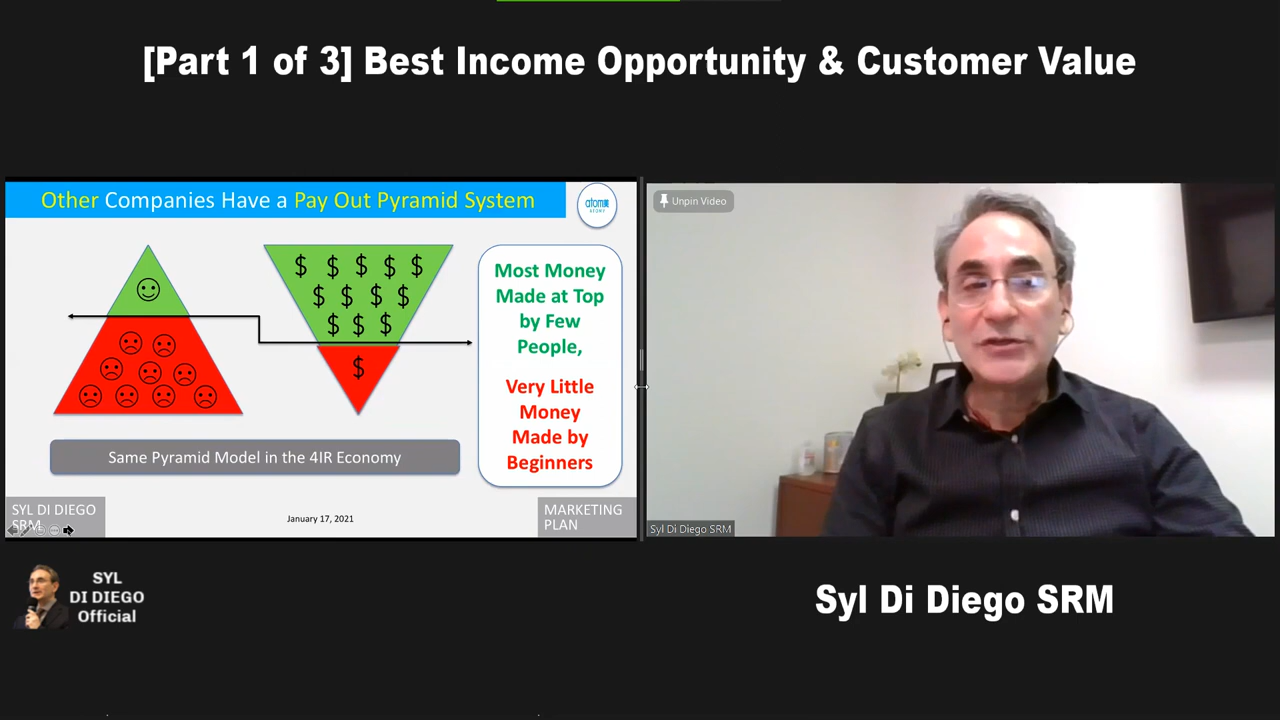 [Part 1 of 3] Best Income Opportunity & Customer Value
Other Companies Have a Pay Out Pyramid System
atomy
ATOMY
$ $ $ $ $
$ $ $ $
$ $ $
$
Most Money
Made at Top
by Few
People,
Very Little
Money
Made by
Beginners
Same Pyramid Model in the 4IR Economy
SYL DI DIEGO
SRM
January 17, 2021
MARKETING
PLAN
Unpin Video
Syl Di Diego SRM
SYL
DI DIEGO
Official
Syl Di Diego SRM